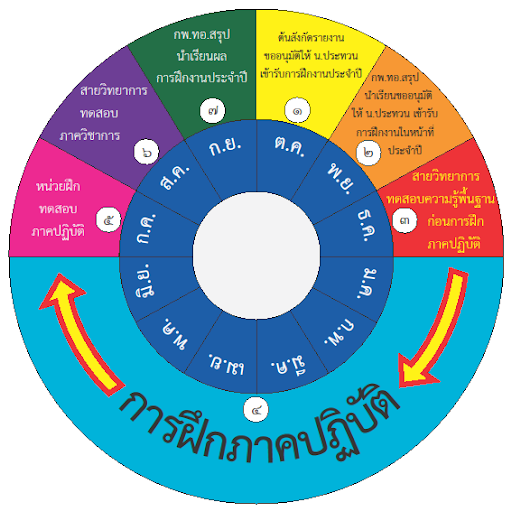 ต้นสังกัดรายงาน
ขออนุมัติให้ น.ประทวน
เข้ารับการฝึกงานประจำปี
๑
กพ.ทอ.สรุป
นำเรียนขออนุมัติ
ให้ น.ประทวน เข้ารับ
การฝึกงานในหน้าที่
ประจำปี
๒
สายวิทยาการ
ทดสอบความรู้พื้นฐาน
ก่อนการฝึก
ภาคปฏิบัติ
๓
๔
การฝึกภาคปฏิบัติ
หน่วยฝึก
ทดสอบ
ภาคปฏิบัติ
๕
สายวิทยาการ
ทดสอบ
ภาควิชาการ
๖
กพ.ทอ.สรุป
นำเรียนผล
การฝึกงานประจำปี
๗
ต.ค.
พ.ย.
ธ.ค.
ม.ค.
ก.พ.
มี.ค.
เม.ย.
พ.ค.
มิ.ย.
ก.ค.
ส.ค.
ก.ย.